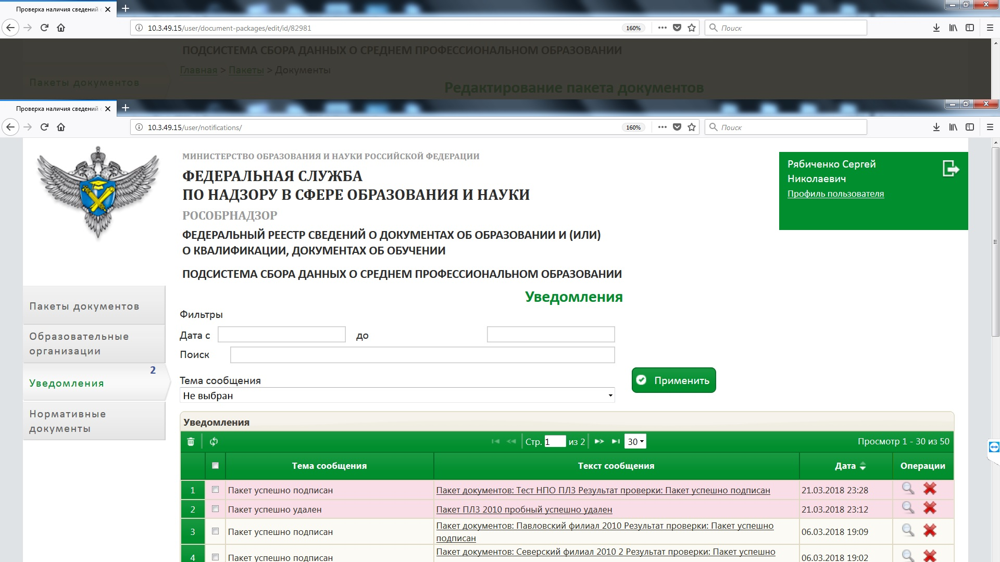 Проверка наличия сведений
10.3.49.15/user/document-packages/edit/id/82981
160%
Поиск
ПОДСИСТЕМА СБОРА ДАННЫХ О СРЕДНЕМ ПРОФЕССИОНАЛЬНОМ ОБРАЗОВАНИИ
Главная > Пакеты > Документы
Пакеты документов
Редактирование пакета документов
Проверка наличия сведений
10.3.49.15/user/notifications/
160%
Поиск
МИНИСТЕРСТВО ОБРАЗОВАНИЯ И НАУКИ РОССИЙСКОЙ ФЕДЕРАЦИИ
ФЕДЕРАЛЬНАЯ СЛУЖБА
ПО НАДЗОРУ В СФЕРЕ ОБРАЗОВАНИЯ И НАУКИ
РОСОБРНАДЗОР
ФЕДЕРАЛЬНЫЙ РЕЕСТР СВЕДЕНИЙ О ДОКУМЕНТАХ ОБ ОБРАЗОВАНИИ И (ИЛИ)
О КВАЛИФИКАЦИИ, ДОКУМЕНТАХ ОБ ОБУЧЕНИИ
ПОДСИСТЕМА СБОРА ДАННЫХ О СРЕДНЕМ ПРОФЕССИОНАЛЬНОМ ОБРАЗОВАНИИ
Рябиченко Сергей
Николаевич
Профиль пользователя
Пакеты документов
Образовательные
организации
2
Уведомления
Нормативные
документы
Уведомления
Фильтры
Дата с до
Поиск
Тема сообщения
Не выбран
Применить
Уведомления
Стр. 1 из 2 30 Просмотр 1 - 30 из 50
Тема сообщения Текст сообщения Дата Операции
1 Пакет успешно подписан Пакет документов: Тест НПО ПЛ3 Результат проверки: Пакет успешно подписан 21.03.2018 23:28
2 Пакет успешно удален Пакет ПЛ3 2010 пробный успешно удален 21.03.2018 23:12
3 Пакет успешно подписан Пакет документов: Павловский филиал 2010 Результат проверки: Пакет успешно
подписан 06.03.2018 19:09
4 Пакет успешно подписан Пакет документов: Северский филиал 2010 2 Результат проверки: Пакет успешно
06.03.2018 19:02